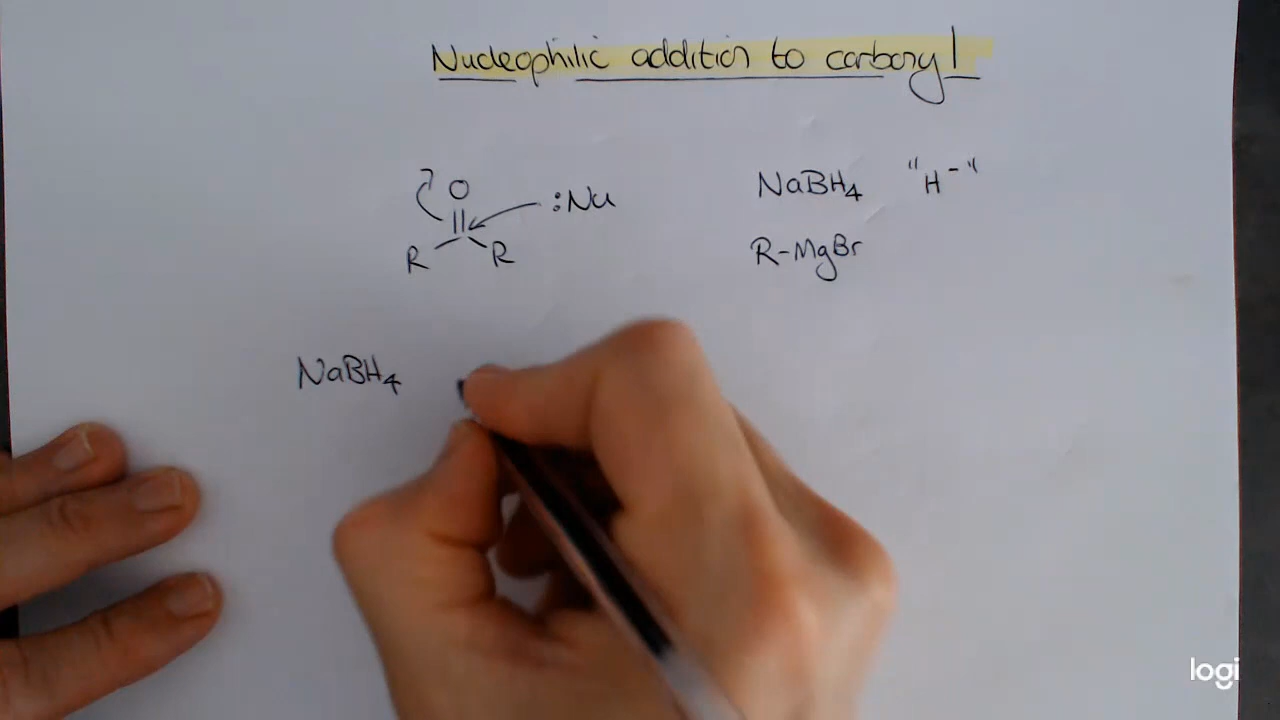 Nucleophilic addition to carbonyl
O :Nu NaBH4 "H-"
R R R-MgBr
NaBH4
logi